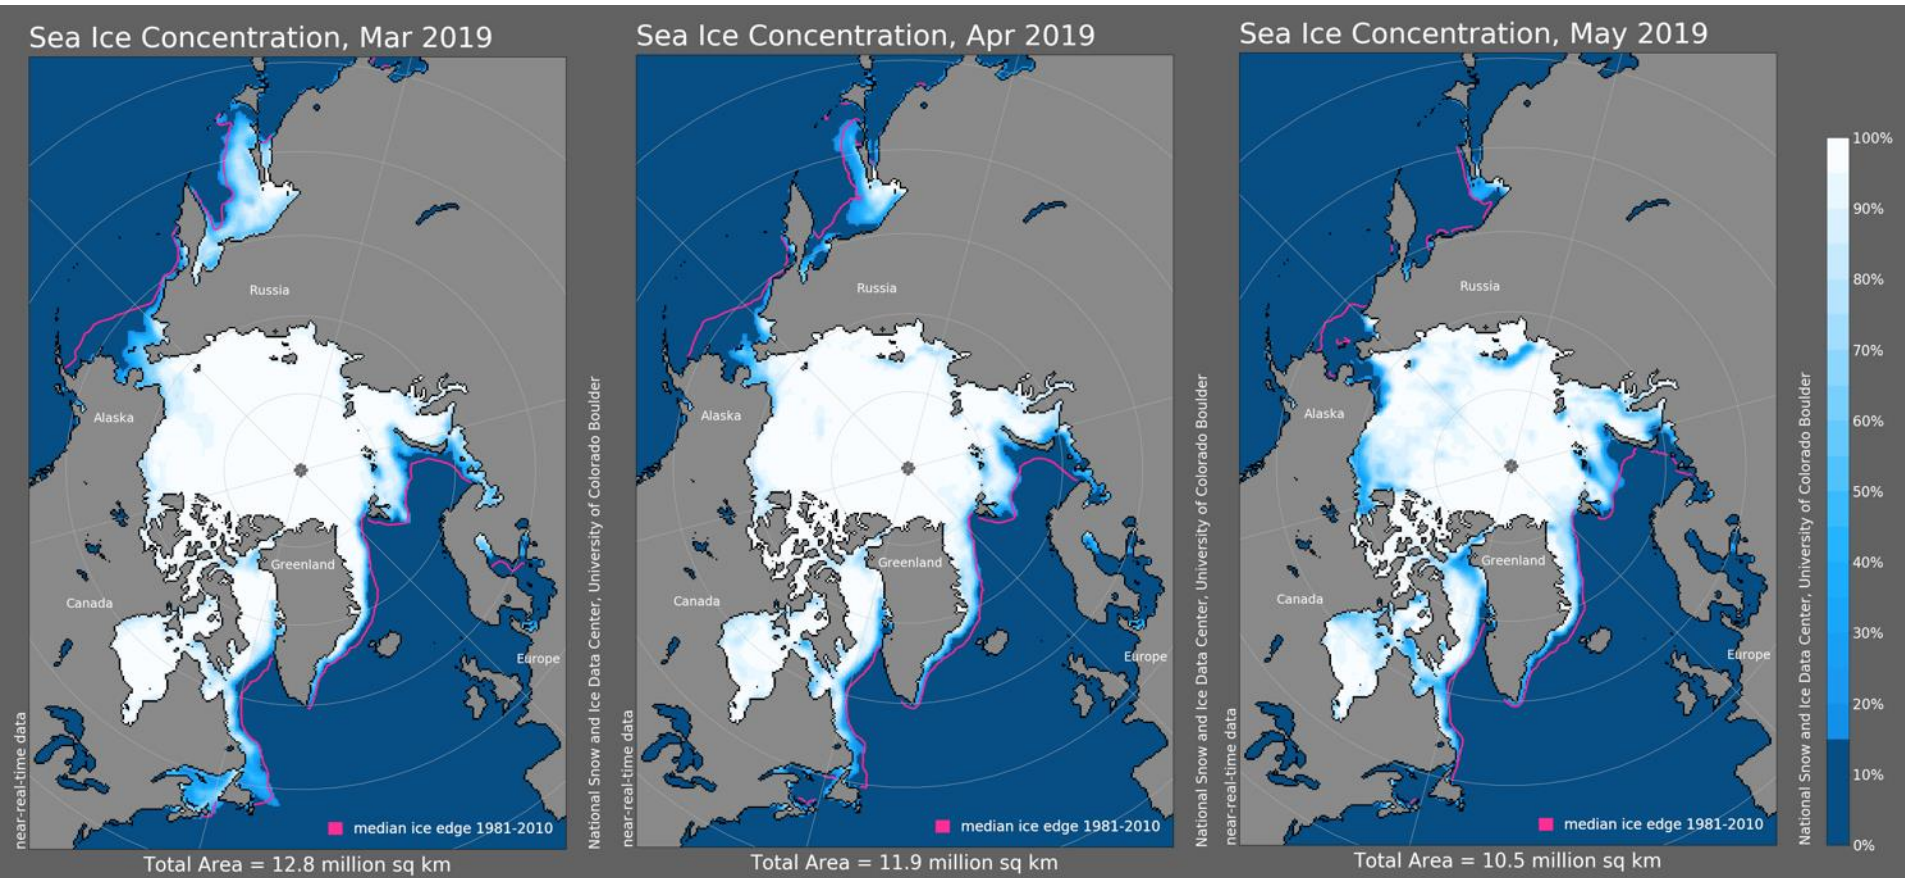 Sea Ice Concentration, Mar 2019
Russia
Alaska
Greenland
Canada
Europe
near-real-time data
National Snow and Ice Data Center, University of Colorado Boulder
median ice edge 1981-2010
Total Area = 12.8 million sq km
Sea Ice Concentration, Apr 2019
Russia
Alaska
Greenland
Canada
Europe
near-real-time data
National Snow and Ice Data Center, University of Colorado Boulder
median ice edge 1981-2010
Total Area = 11.9 million sq km
Sea Ice Concentration, May 2019
Russia
Alaska
Greenland
Canada
Europe
near-real-time data
National Snow and Ice Data Center, University of Colorado Boulder
median ice edge 1981-2010
Total Area = 10.5 million sq km
100%
90%
80%
70%
60%
50%
40%
30%
20%
10%
0%